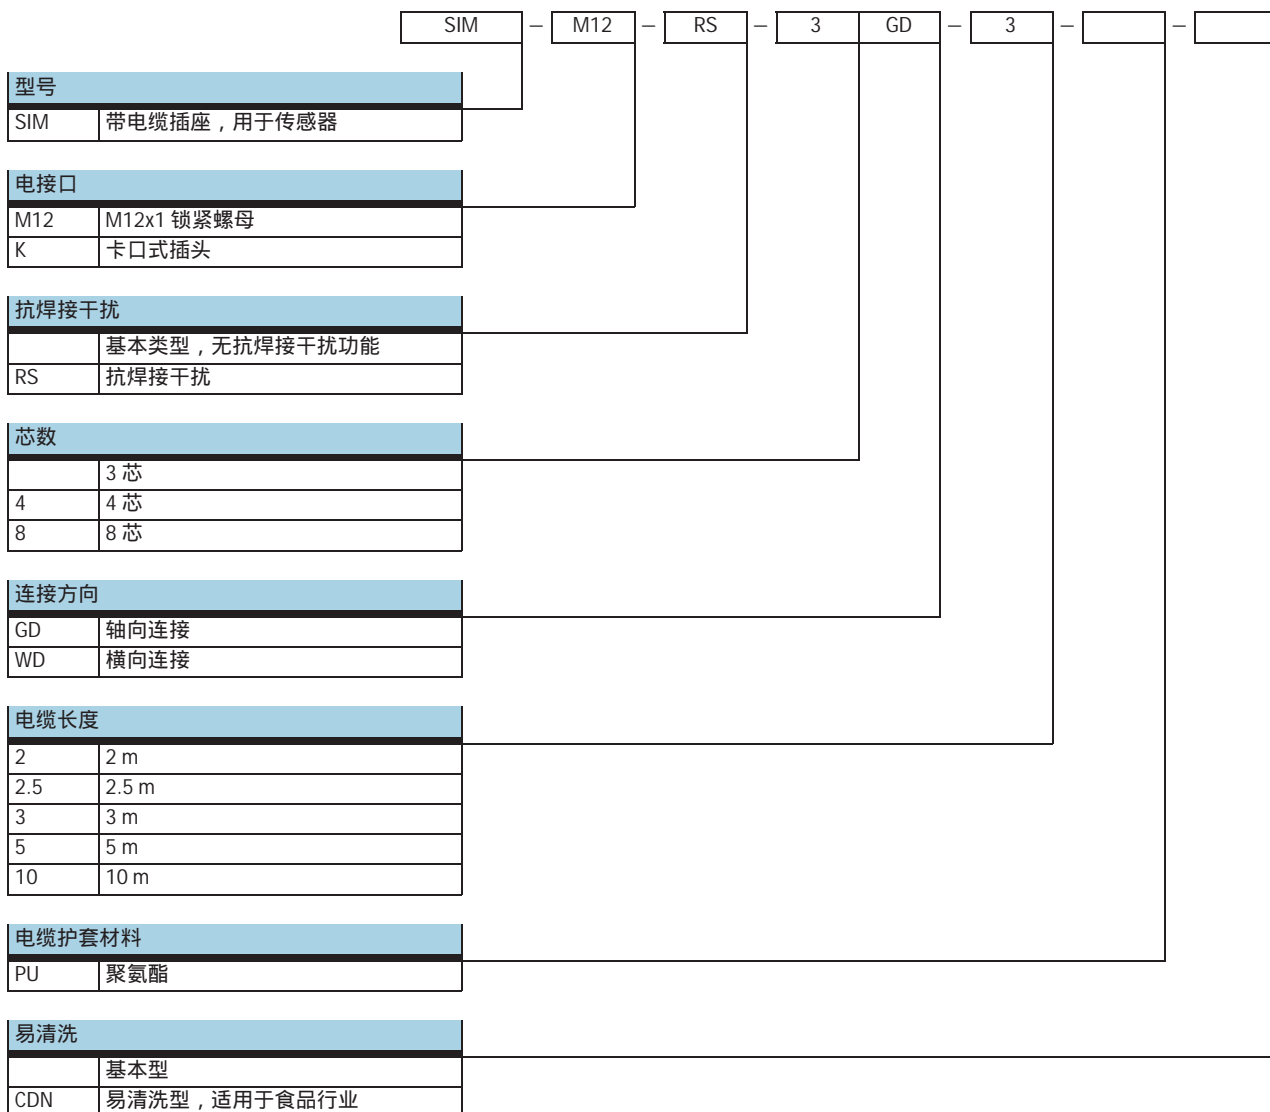 SIM – M12 – RS – 3 GD – 3 – –
型号
SIM 带电缆插座，用于传感器
电接口
M12 M12x1 锁紧螺母
K 卡口式插头
抗焊接干扰
基本类型，无抗焊接干扰功能
RS 抗焊接干扰
芯数
3 芯
4 4 芯
8 8 芯
连接方向
GD 轴向连接
WD 横向连接
电缆长度
2 2 m
2.5 2.5 m
3 3 m
5 5 m
10 10 m
电缆护套材料
PU 聚氨酯
易清洗
基本型
CDN 易清洗型，适用于食品行业